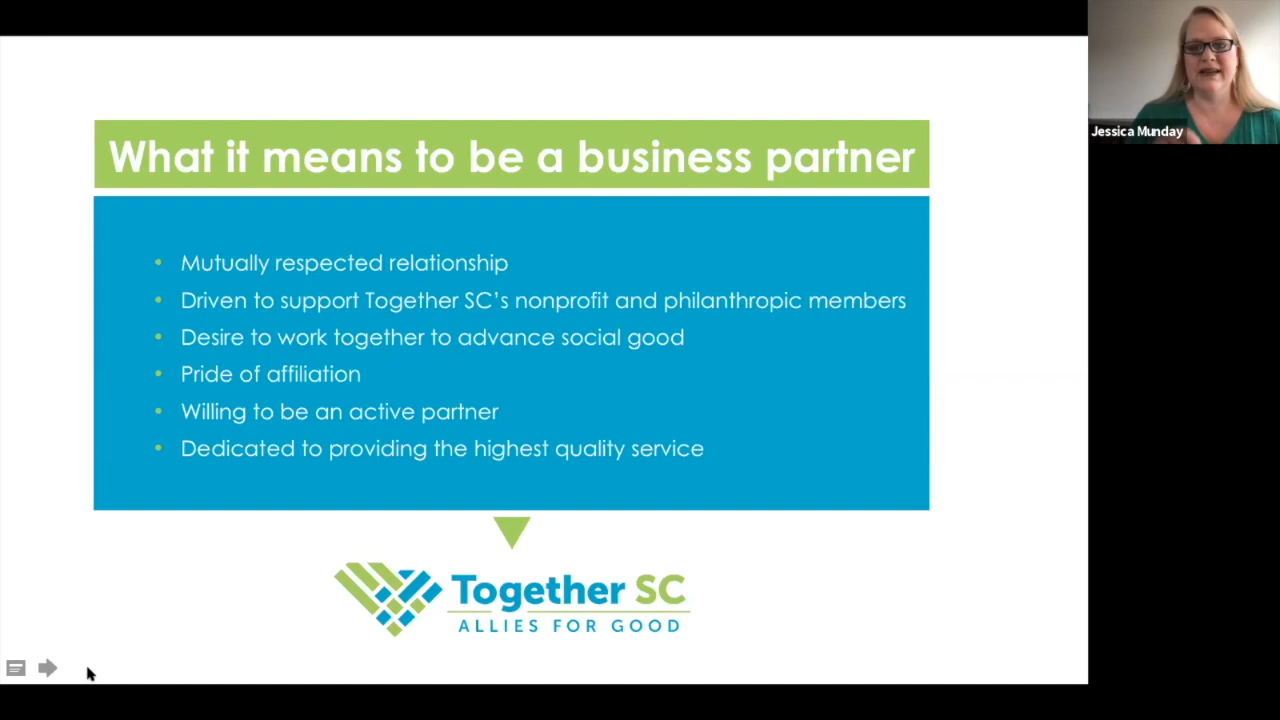 What it means to be a business partner
• Mutually respected relationship
• Driven to support Together SC's nonprofit and philanthropic members
• Desire to work together to advance social good
• Pride of affiliation
• Willing to be an active partner
• Dedicated to providing the highest quality service
Together SC
ALLIES FOR GOOD
Jessica Munday